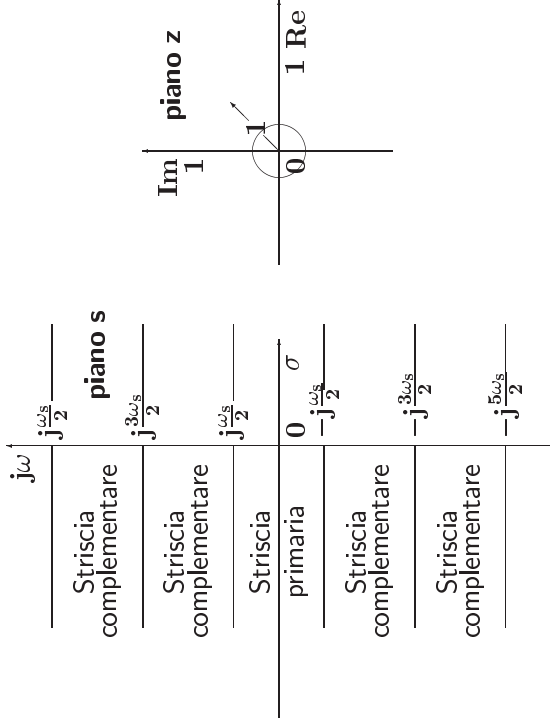 jω
j ωs/2
piano s
Striscia
complementare
j 3ωs/2
Striscia
complementare
j ωs/2
Striscia
primaria
0
σ
−j ωs/2
Striscia
complementare
−j 3ωs/2
Striscia
complementare
−j 5ωs/2
Im
1
piano z
1
0
1 Re